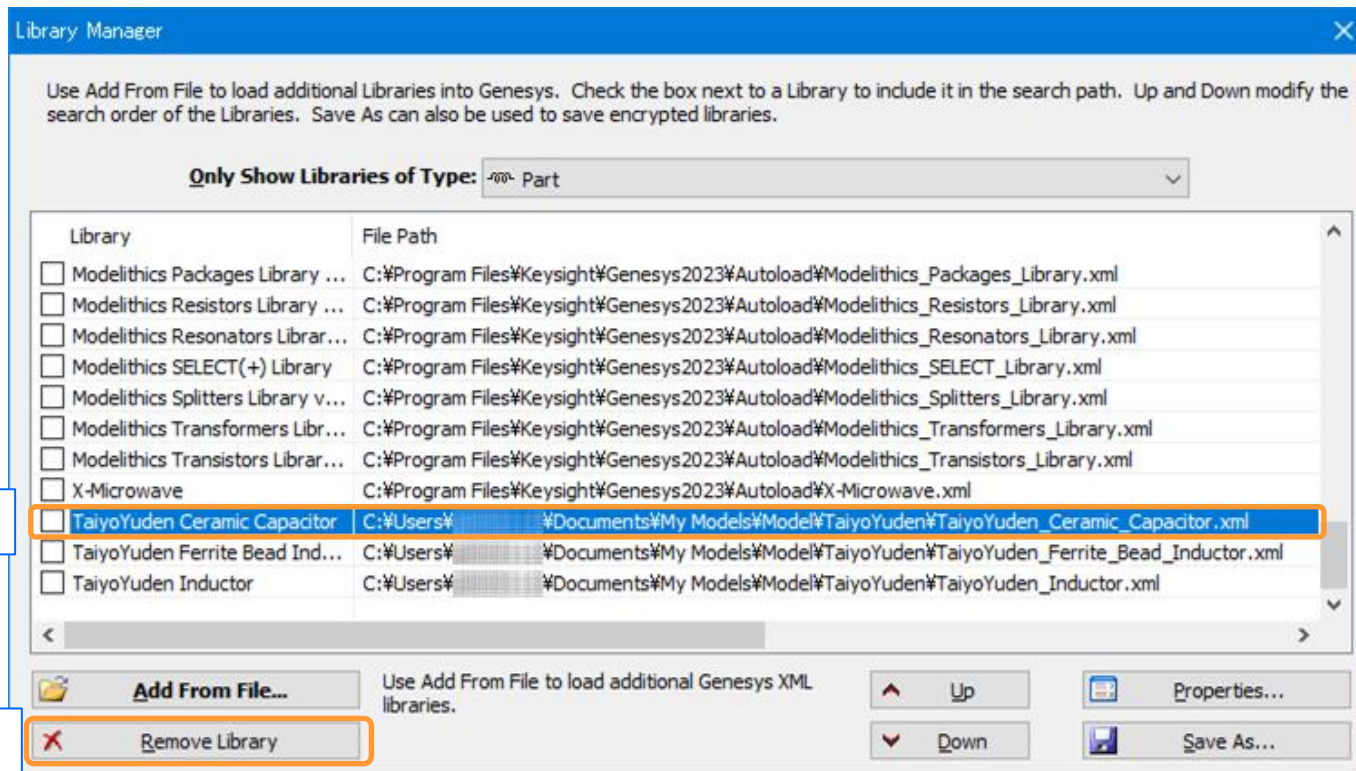 Library Manager
Use Add From File to load additional Libraries into Genesys. Check the box next to a Library to include it in the search path. Up and Down modify the
search order of the Libraries. Save As can also be used to save encrypted libraries.
Only Show Libraries of Type: Part
Library File Path
Modelithics Packages Library ... C:¥Program Files¥Keysight¥Genesys2023¥Autoload¥Modelithics_Packages_Library.xml
Modelithics Resistors Library ... C:¥Program Files¥Keysight¥Genesys2023¥Autoload¥Modelithics_Resistors_Library.xml
Modelithics Resonators Librar... C:¥Program Files¥Keysight¥Genesys2023¥Autoload¥Modelithics_Resonators_Library.xml
Modelithics SELECT(+) Library C:¥Program Files¥Keysight¥Genesys2023¥Autoload¥Modelithics_SELECT_Library.xml
Modelithics Splitters Library v... C:¥Program Files¥Keysight¥Genesys2023¥Autoload¥Modelithics_Splitters_Library.xml
Modelithics Transformers Libr... C:¥Program Files¥Keysight¥Genesys2023¥Autoload¥Modelithics_Transformers_Library.xml
Modelithics Transistors Librar... C:¥Program Files¥Keysight¥Genesys2023¥Autoload¥Modelithics_Transistors_Library.xml
X-Microwave C:¥Program Files¥Keysight¥Genesys2023¥Autoload¥X-Microwave.xml
TaiyoYuden Ceramic Capacitor C:¥Users¥ ¥Documents¥My Models¥Model¥TaiyoYuden¥TaiyoYuden_Ceramic_Capacitor.xml
TaiyoYuden Ferrite Bead Ind... C:¥Users¥ ¥Documents¥My Models¥Model¥TaiyoYuden¥TaiyoYuden_Ferrite_Bead_Inductor.xml
TaiyoYuden Inductor C:¥Users¥ ¥Documents¥My Models¥Model¥TaiyoYuden¥TaiyoYuden_Inductor.xml
Add From File... Use Add From File to load additional Genesys XML
libraries.
Up Properties...
Remove Library Down Save As...